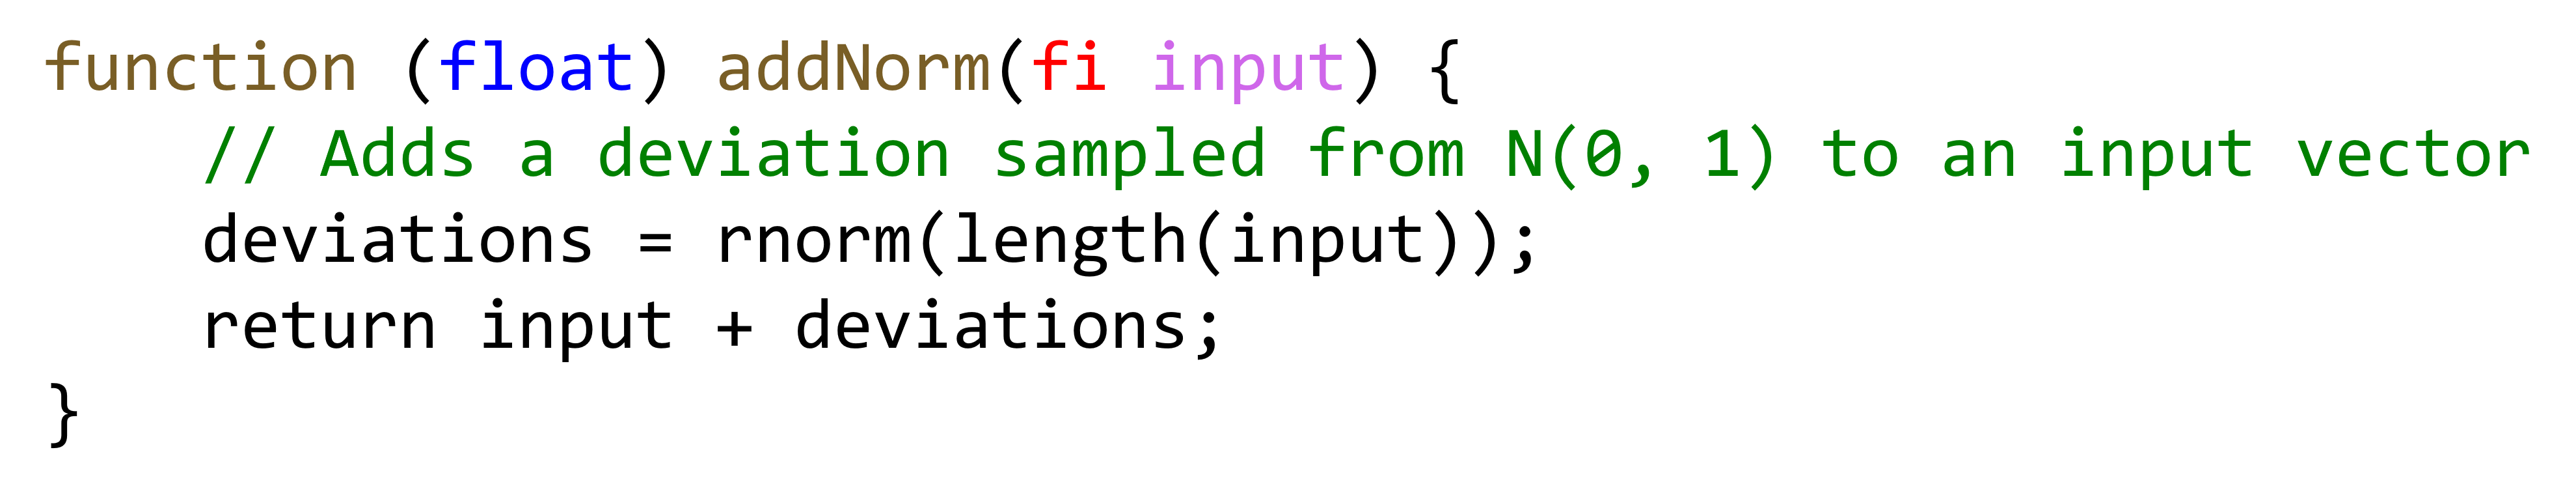 function (float) addNorm(fi input) {
    // Adds a deviation sampled from N(0, 1) to an input vector
    deviations = rnorm(length(input));
    return input + deviations;
}